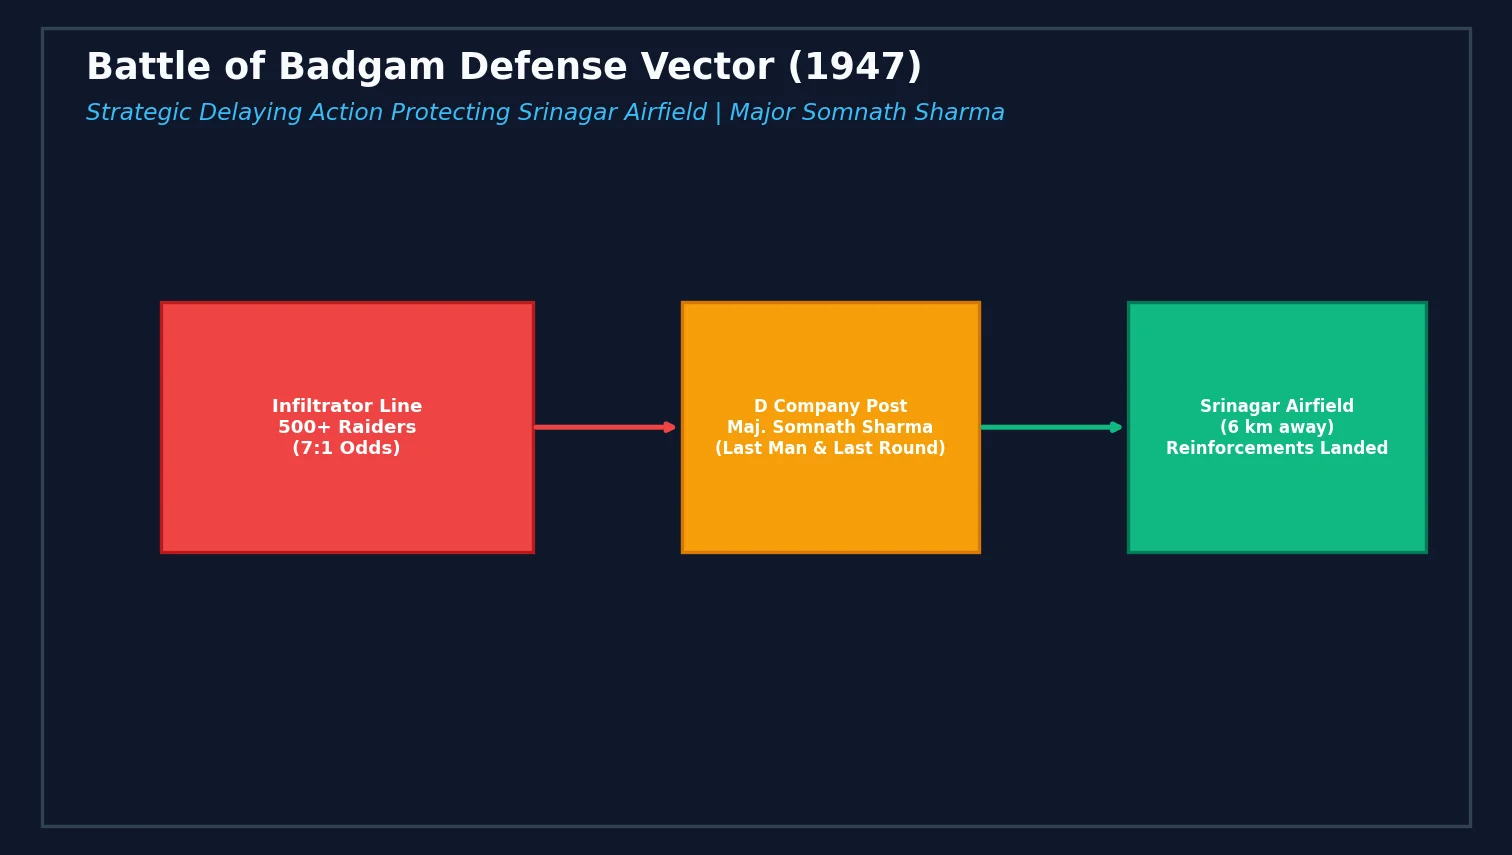 Battle of Badgam Defense Vector (1947)
Strategic Delaying Action Protecting Srinagar Airfield | Major Somnath Sharma
Infiltrator Line
500+ Raiders
(7:1 Odds)
D Company Post
Maj. Somnath Sharma
(Last Man & Last Round)
Srinagar Airfield
(6 km away)
Reinforcements Landed